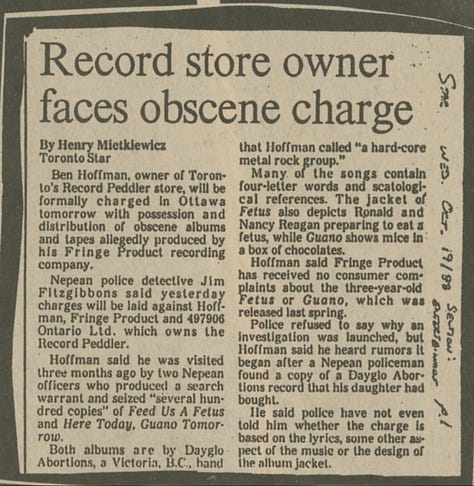 Record store owner
faces obscene charge
By Henry Mietkiewicz
Toronto Star
Ben Hoffman, owner of Toron-
to's Record Peddler store, will be
formally charged in Ottawa
tomorrow with possession and
distribution of obscene albums
and tapes allegedly produced by
his Fringe Product recording
company.
Nepean police detective Jim
Fitzgibbons said yesterday
charges will be laid against Hoff-
man, Fringe Product and 497906
Ontario Ltd. which owns the
Record Peddler.
Hoffman said he was visited
three months ago by two Nepean
officers who produced a search
warrant and seized "several hun-
dred copies" of Feed Us A Fetus
and Here Today, Guano Tomor-
row.
Both albums are by Dayglo
Abortions, a Victoria, B.C., band
that Hoffman called "a hard-core
metal rock group."
Many of the songs contain
four-letter words and scatologi-
cal references. The jacket of
Fetus also depicts Ronald and
Nancy Reagan preparing to eat a
fetus, while Guano shows mice in
a box of chocolates.
Hoffman said Fringe Product
has received no consumer com-
plaints about the three-year-old
Fetus or Guano, which was
released last spring.
Police refused to say why an
investigation was launched, but
Hoffman said he heard rumors it
began after a Nepean policeman
found a copy of a Dayglo Abor-
tions record that his daughter had
bought.
He said police have not even
told him whether the charge is
based on the lyrics, some other as-
pect of the music or the design of
the album jacket.
STAR WED. OCT. 19/88 SECTION:
ENTERTAINMENT P1